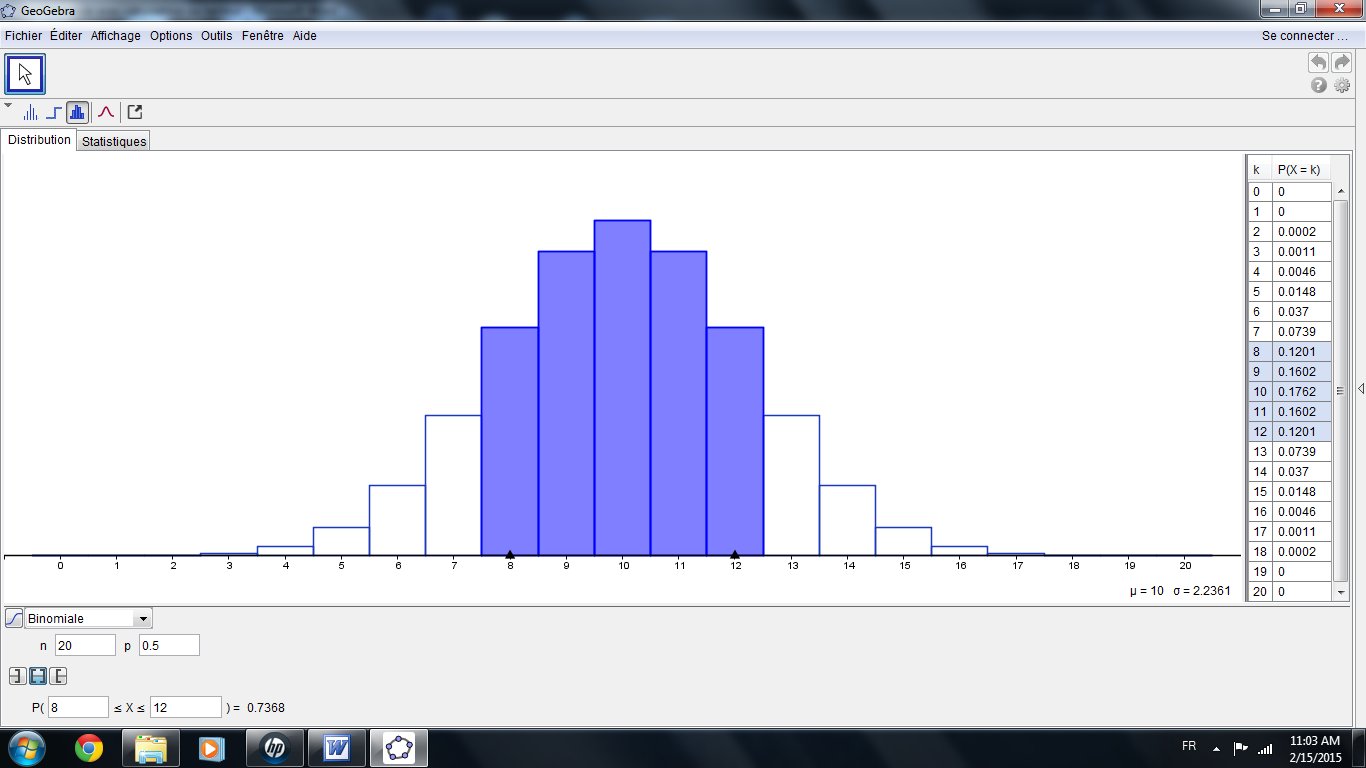 GeoGebra
Fichier Éditer Affichage Options Outils Fenêtre Aide Se connecter ...
Distribution Statistiques
k P(X = k)
0 0
1 0
2 0.0002
3 0.0011
4 0.0046
5 0.0148
6 0.037
7 0.0739
8 0.1201
9 0.1602
10 0.1762
11 0.1602
12 0.1201
13 0.0739
14 0.037
15 0.0148
16 0.0046
17 0.0011
18 0.0002
19 0
20 0
0 1 2 3 4 5 6 7 8 9 10 11 12 13 14 15 16 17 18 19 20
μ = 10 σ = 2.2361
Binomiale
n 20 p 0.5
P( 8 ≤ X ≤ 12 ) = 0.7368
FR
11:03 AM
2/15/2015